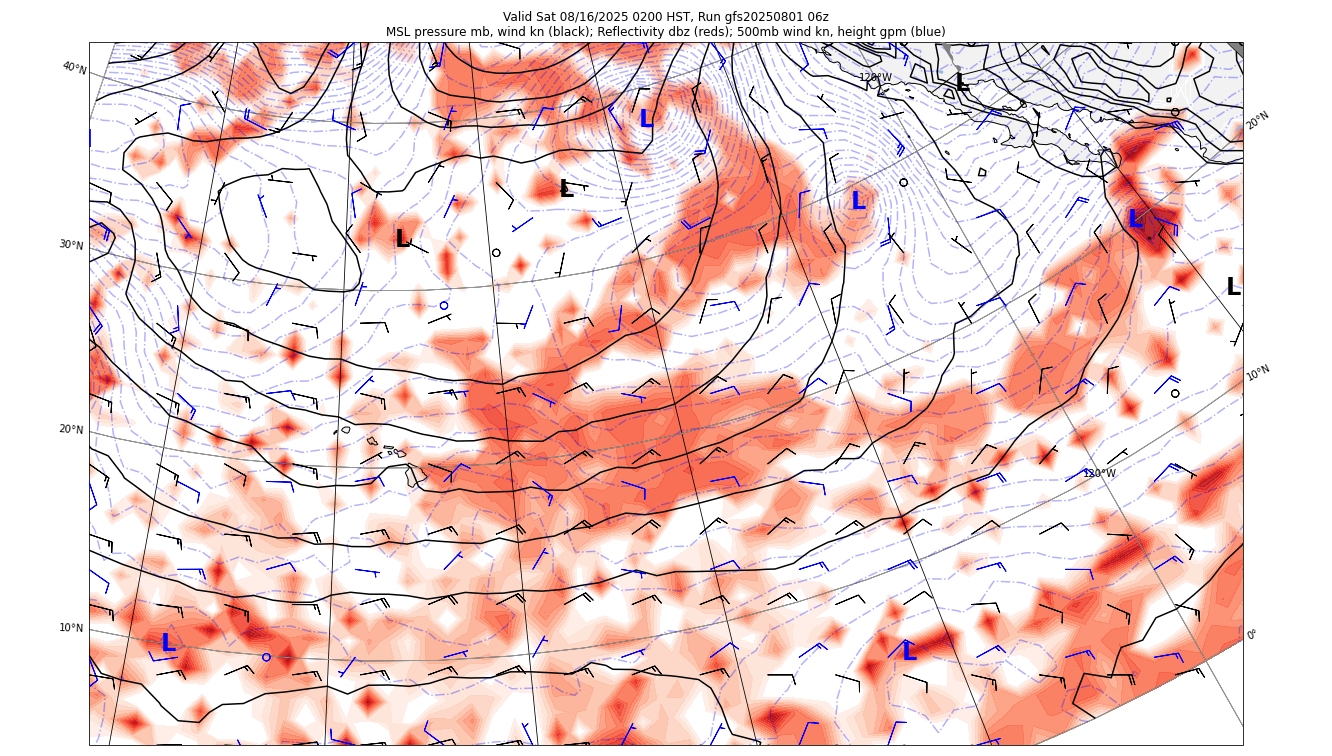 Valid Sat 08/16/2025 0200 HST, Run gfs20250801 06z
MSL pressure mb, wind kn (black); Reflectivity dbz (reds); 500mb wind kn, height gpm (blue)
40°N
120°W
L
L
20°N
L
L
L
L
30°N
L
10°N
20°N
120°W
10°N
L
L
0°